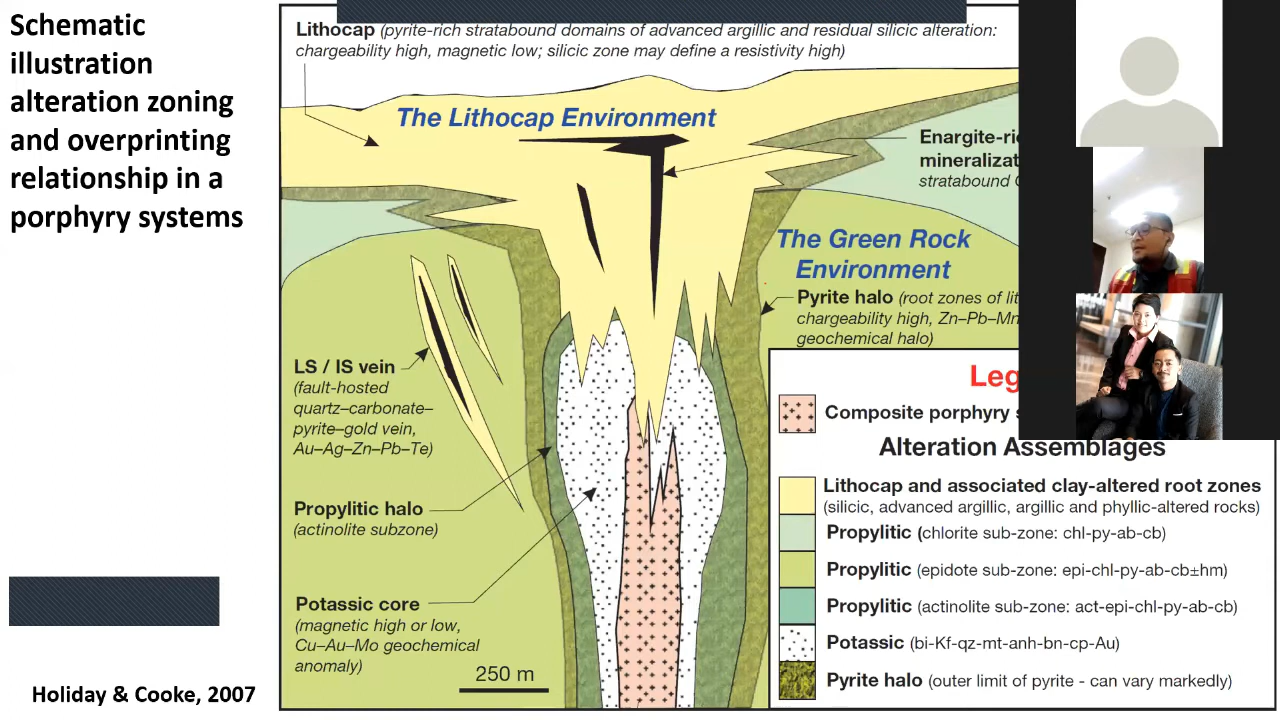 Schematic
illustration
alteration zoning
and overprinting
relationship in a
porphyry systems
Holiday & Cooke, 2007
Lithocap (pyrite-rich stratabound domains of advanced argillic and residual silicic alteration:
chargeability high, magnetic low; silicic zone may define a resistivity high)
The Lithocap Environment
mineralizat
stratabound
The Green Rock
Environment
Pyrite halo (root zones of
chargeability high, Zn–Pb–Mn
geochemical halo)
LS / IS vein
(fault-hosted
quartz–carbonate–
pyrite–gold vein,
Au–Ag–Zn–Pb–Te)
Propylitic halo
(actinolite subzone)
Potassic core
(magnetic high or low,
Cu–Au–Mo geochemical
anomaly)
250 m
Composite porphyry
Alteration Assemblages
Lithocap and associated clay-altered root zones
(silicic, advanced argillic, argillic and phyllic-altered rocks)
Propylitic (chlorite sub-zone: chl-py-ab-cb)
Propylitic (epidote sub-zone: epi-chl-py-ab-cb±hm)
Propylitic (actinolite sub-zone: act-epi-chl-py-ab-cb)
Potassic (bi-Kf-qz-mt-anh-bn-cp-Au)
Pyrite halo (outer limit of pyrite - can vary markedly)